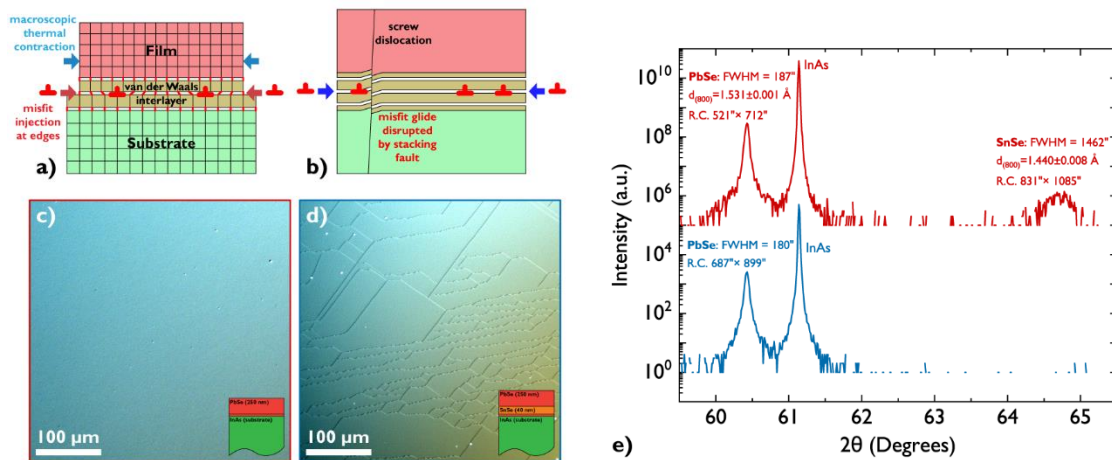 macroscopic
thermal
contraction
Film
van der Waals
interlayer
misfit
injection
at edges
Substrate
a)
screw
dislocation
misfit glide
disrupted
by stacking
fault
b)
c)
PbSe (250 nm)
InAs (substrate)
100 µm
d)
PbSe (250 nm)
SnSe (40 nm)
InAs (substrate)
100 µm
Intensity (a.u.)
10^10
10^8
10^6
10^4
10^2
10^0
PbSe: FWHM = 187"
d(800)=1.531±0.001 Å
R.C. 521"× 712"
InAs
SnSe: FWHM = 1462"
d(800)=1.440±0.008 Å
R.C. 831"× 1085"
PbSe: FWHM = 180"
R.C. 687"× 899"
InAs
60 61 62 63 64 65
2θ (Degrees)
e)